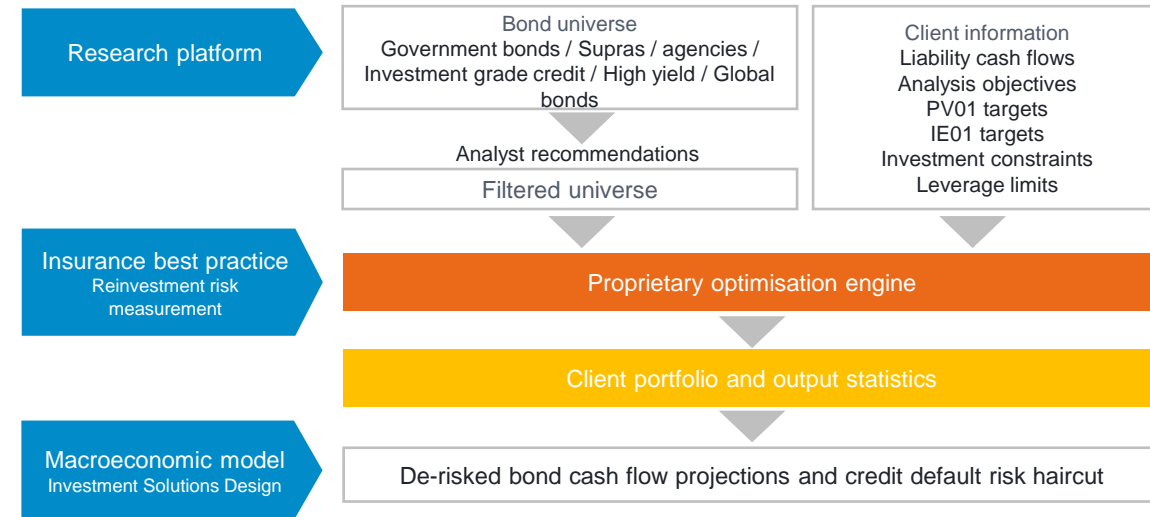 Research platform
Bond universe
Government bonds / Supras / agencies /
Investment grade credit / High yield / Global
bonds
Analyst recommendations
Filtered universe
Client information
Liability cash flows
Analysis objectives
PV01 targets
IE01 targets
Investment constraints
Leverage limits
Insurance best practice
Reinvestment risk
measurement
Proprietary optimisation engine
Client portfolio and output statistics
Macroeconomic model
Investment Solutions Design
De-risked bond cash flow projections and credit default risk haircut